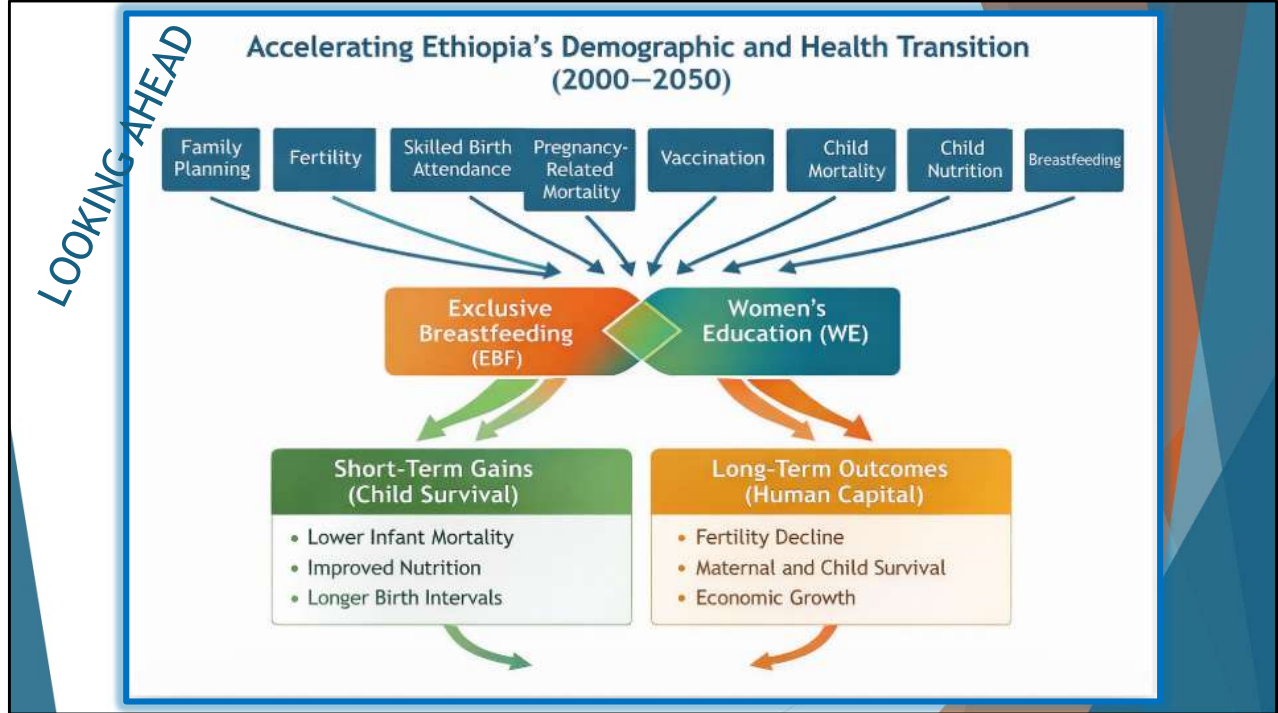 LOOKING AHEAD
Accelerating Ethiopia's Demographic and Health Transition
(2000—2050)
Family
Planning
Fertility
Skilled Birth
Attendance
Pregnancy-
Related
Mortality
Vaccination
Child
Mortality
Child
Nutrition
Breastfeeding
Exclusive
Breastfeeding
(EBF)
Women's
Education (WE)
Short-Term Gains
(Child Survival)
• Lower Infant Mortality
• Improved Nutrition
• Longer Birth Intervals
Long-Term Outcomes
(Human Capital)
• Fertility Decline
• Maternal and Child Survival
• Economic Growth